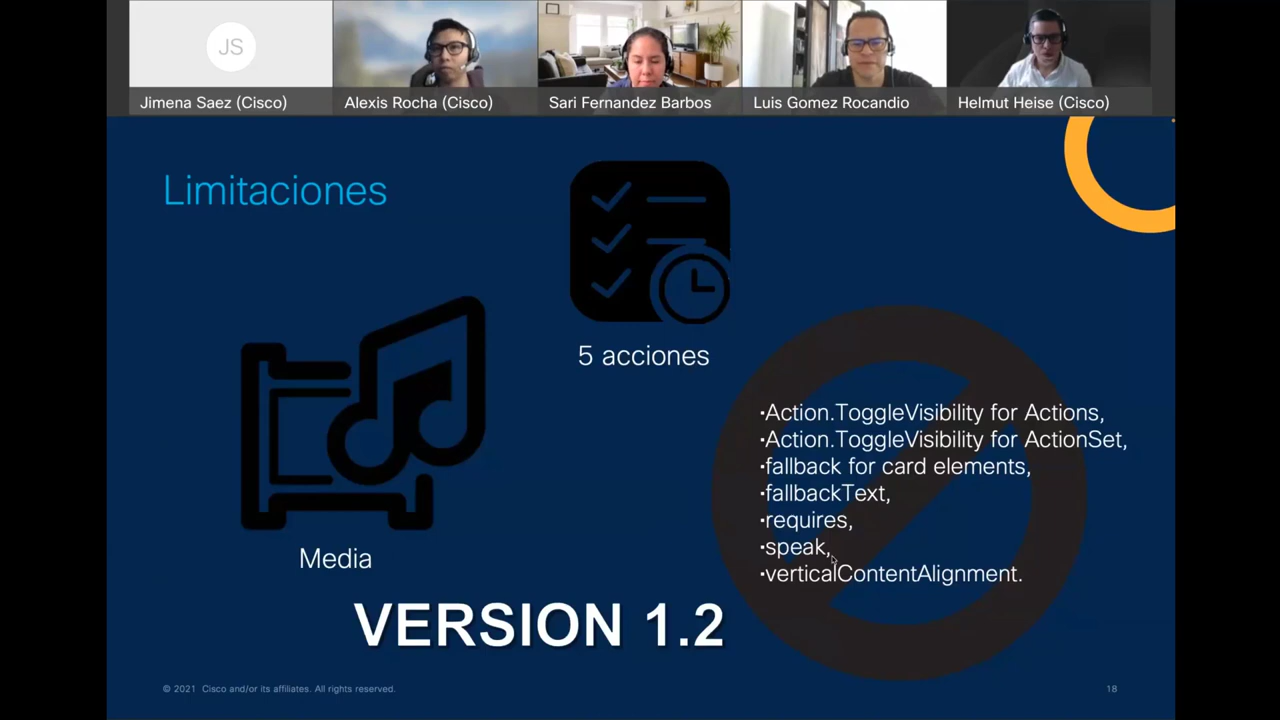 JS
Jimena Saez (Cisco)
Alexis Rocha (Cisco)
Sari Fernandez Barbos
Luis Gomez Rocandio
Helmut Heise (Cisco)
Limitaciones
5 acciones
Media
•Action.ToggleVisibility for Actions,
•Action.ToggleVisibility for ActionSet,
•fallback for card elements,
•fallbackText,
•requires,
•speak,
•verticalContentAlignment.
VERSION 1.2
© 2021 Cisco and/or its affiliates. All rights reserved.
18